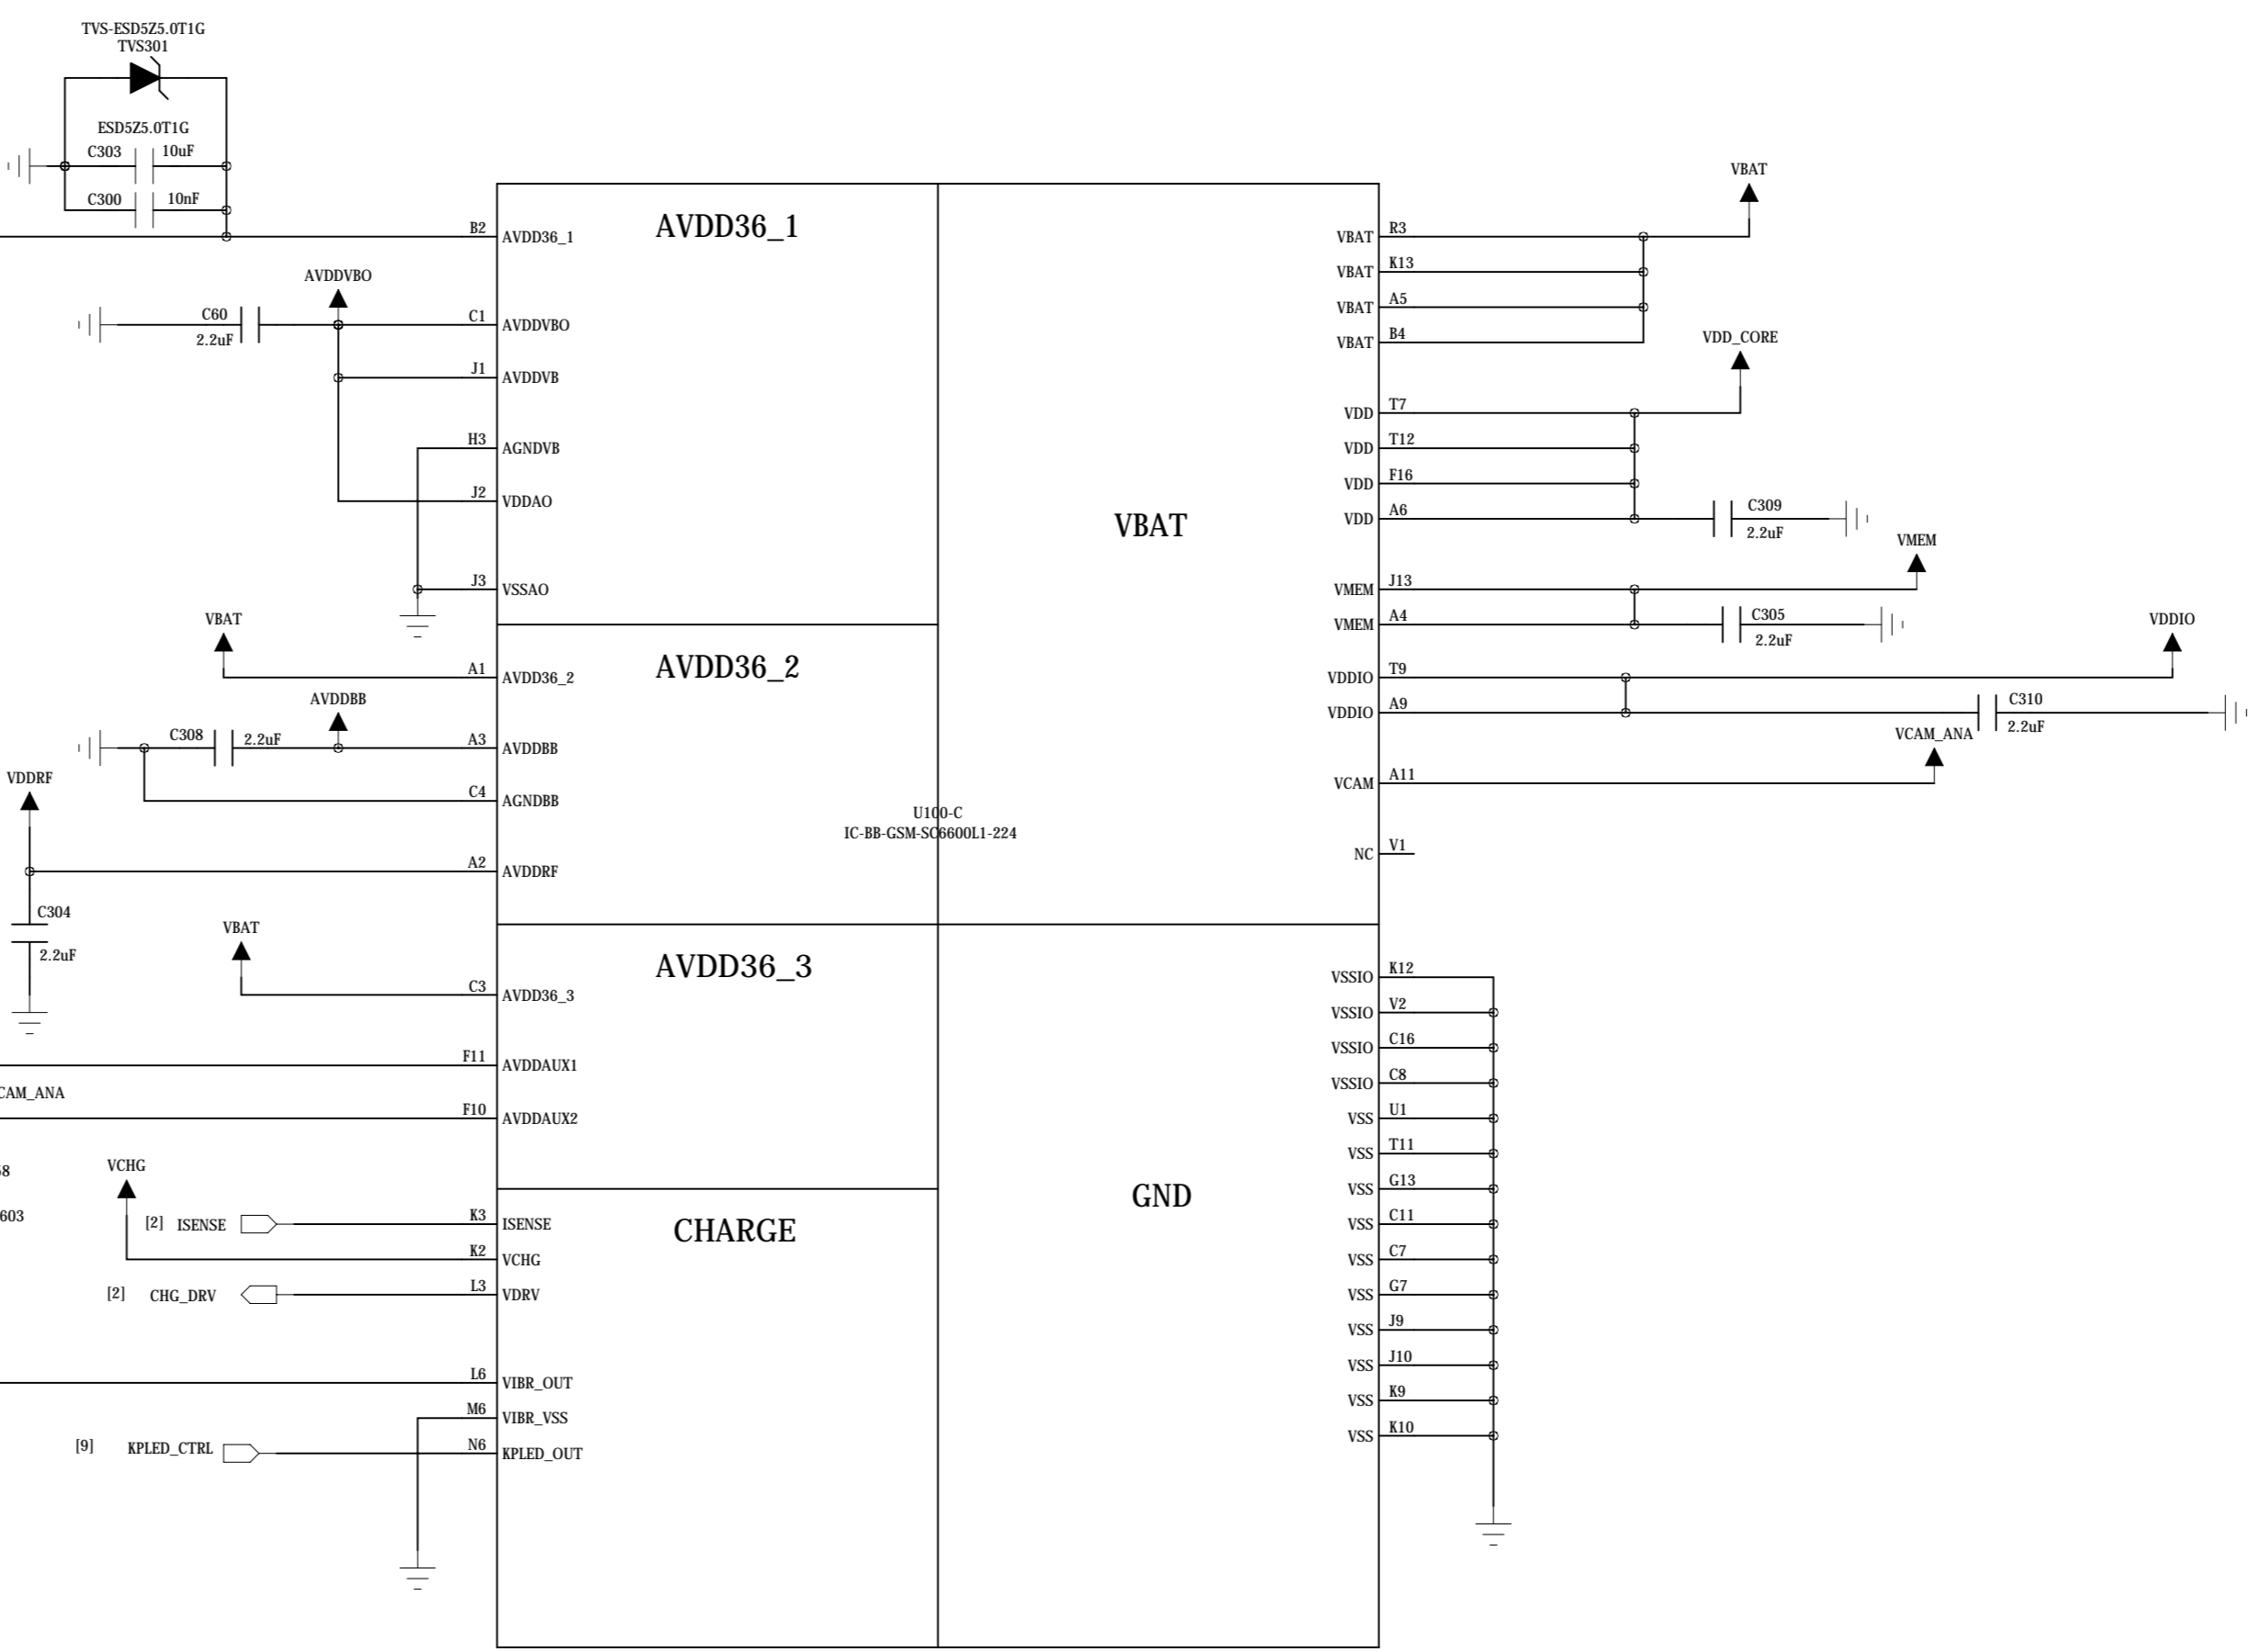 TVS-ESD5Z5.0T1G
TVS301
ESD5Z5.0T1G
C303 10uF
C300 10nF
B2 AVDD36_1
AVDD36_1
AVDDVBO
C60
2.2uF
C1 AVDDVBO
J1 AVDDVB
H3 AGNDVB
J2 VDDAO
J3 VSSAO
VBAT
A1 AVDD36_2
AVDD36_2
AVDDBB
C308 2.2uF
A3 AVDDBB
C4 AGNDBB
VDDRF
A2 AVDDRF
C304
2.2uF
U100-C
IC-BB-GSM-SC6600L1-224
VBAT
C3 AVDD36_3
AVDD36_3
F11 AVDDAUX1
CAM_ANA
F10 AVDDAUX2
603
VCHG
CHARGE
[2] ISENSE K3 ISENSE
K2 VCHG
[2] CHG_DRV L3 VDRV
L6 VIBR_OUT
M6 VIBR_VSS
[9] KPLED_CTRL N6 KPLED_OUT
VBAT
VBAT
VBAT R3
VBAT K13
VBAT A5
VBAT B4
VDD_CORE
VDD T7
VDD T12
VDD F16
VDD A6
C309
2.2uF
VMEM
VMEM J13
VMEM A4
C305
2.2uF
VDDIO
VDDIO T9
VDDIO A9
C310
2.2uF
VCAM_ANA
VCAM A11
NC V1
GND
VSSIO K12
VSSIO V2
VSSIO C16
VSSIO C8
VSS U1
VSS T11
VSS G13
VSS C11
VSS C7
VSS G7
VSS J9
VSS J10
VSS K9
VSS K10